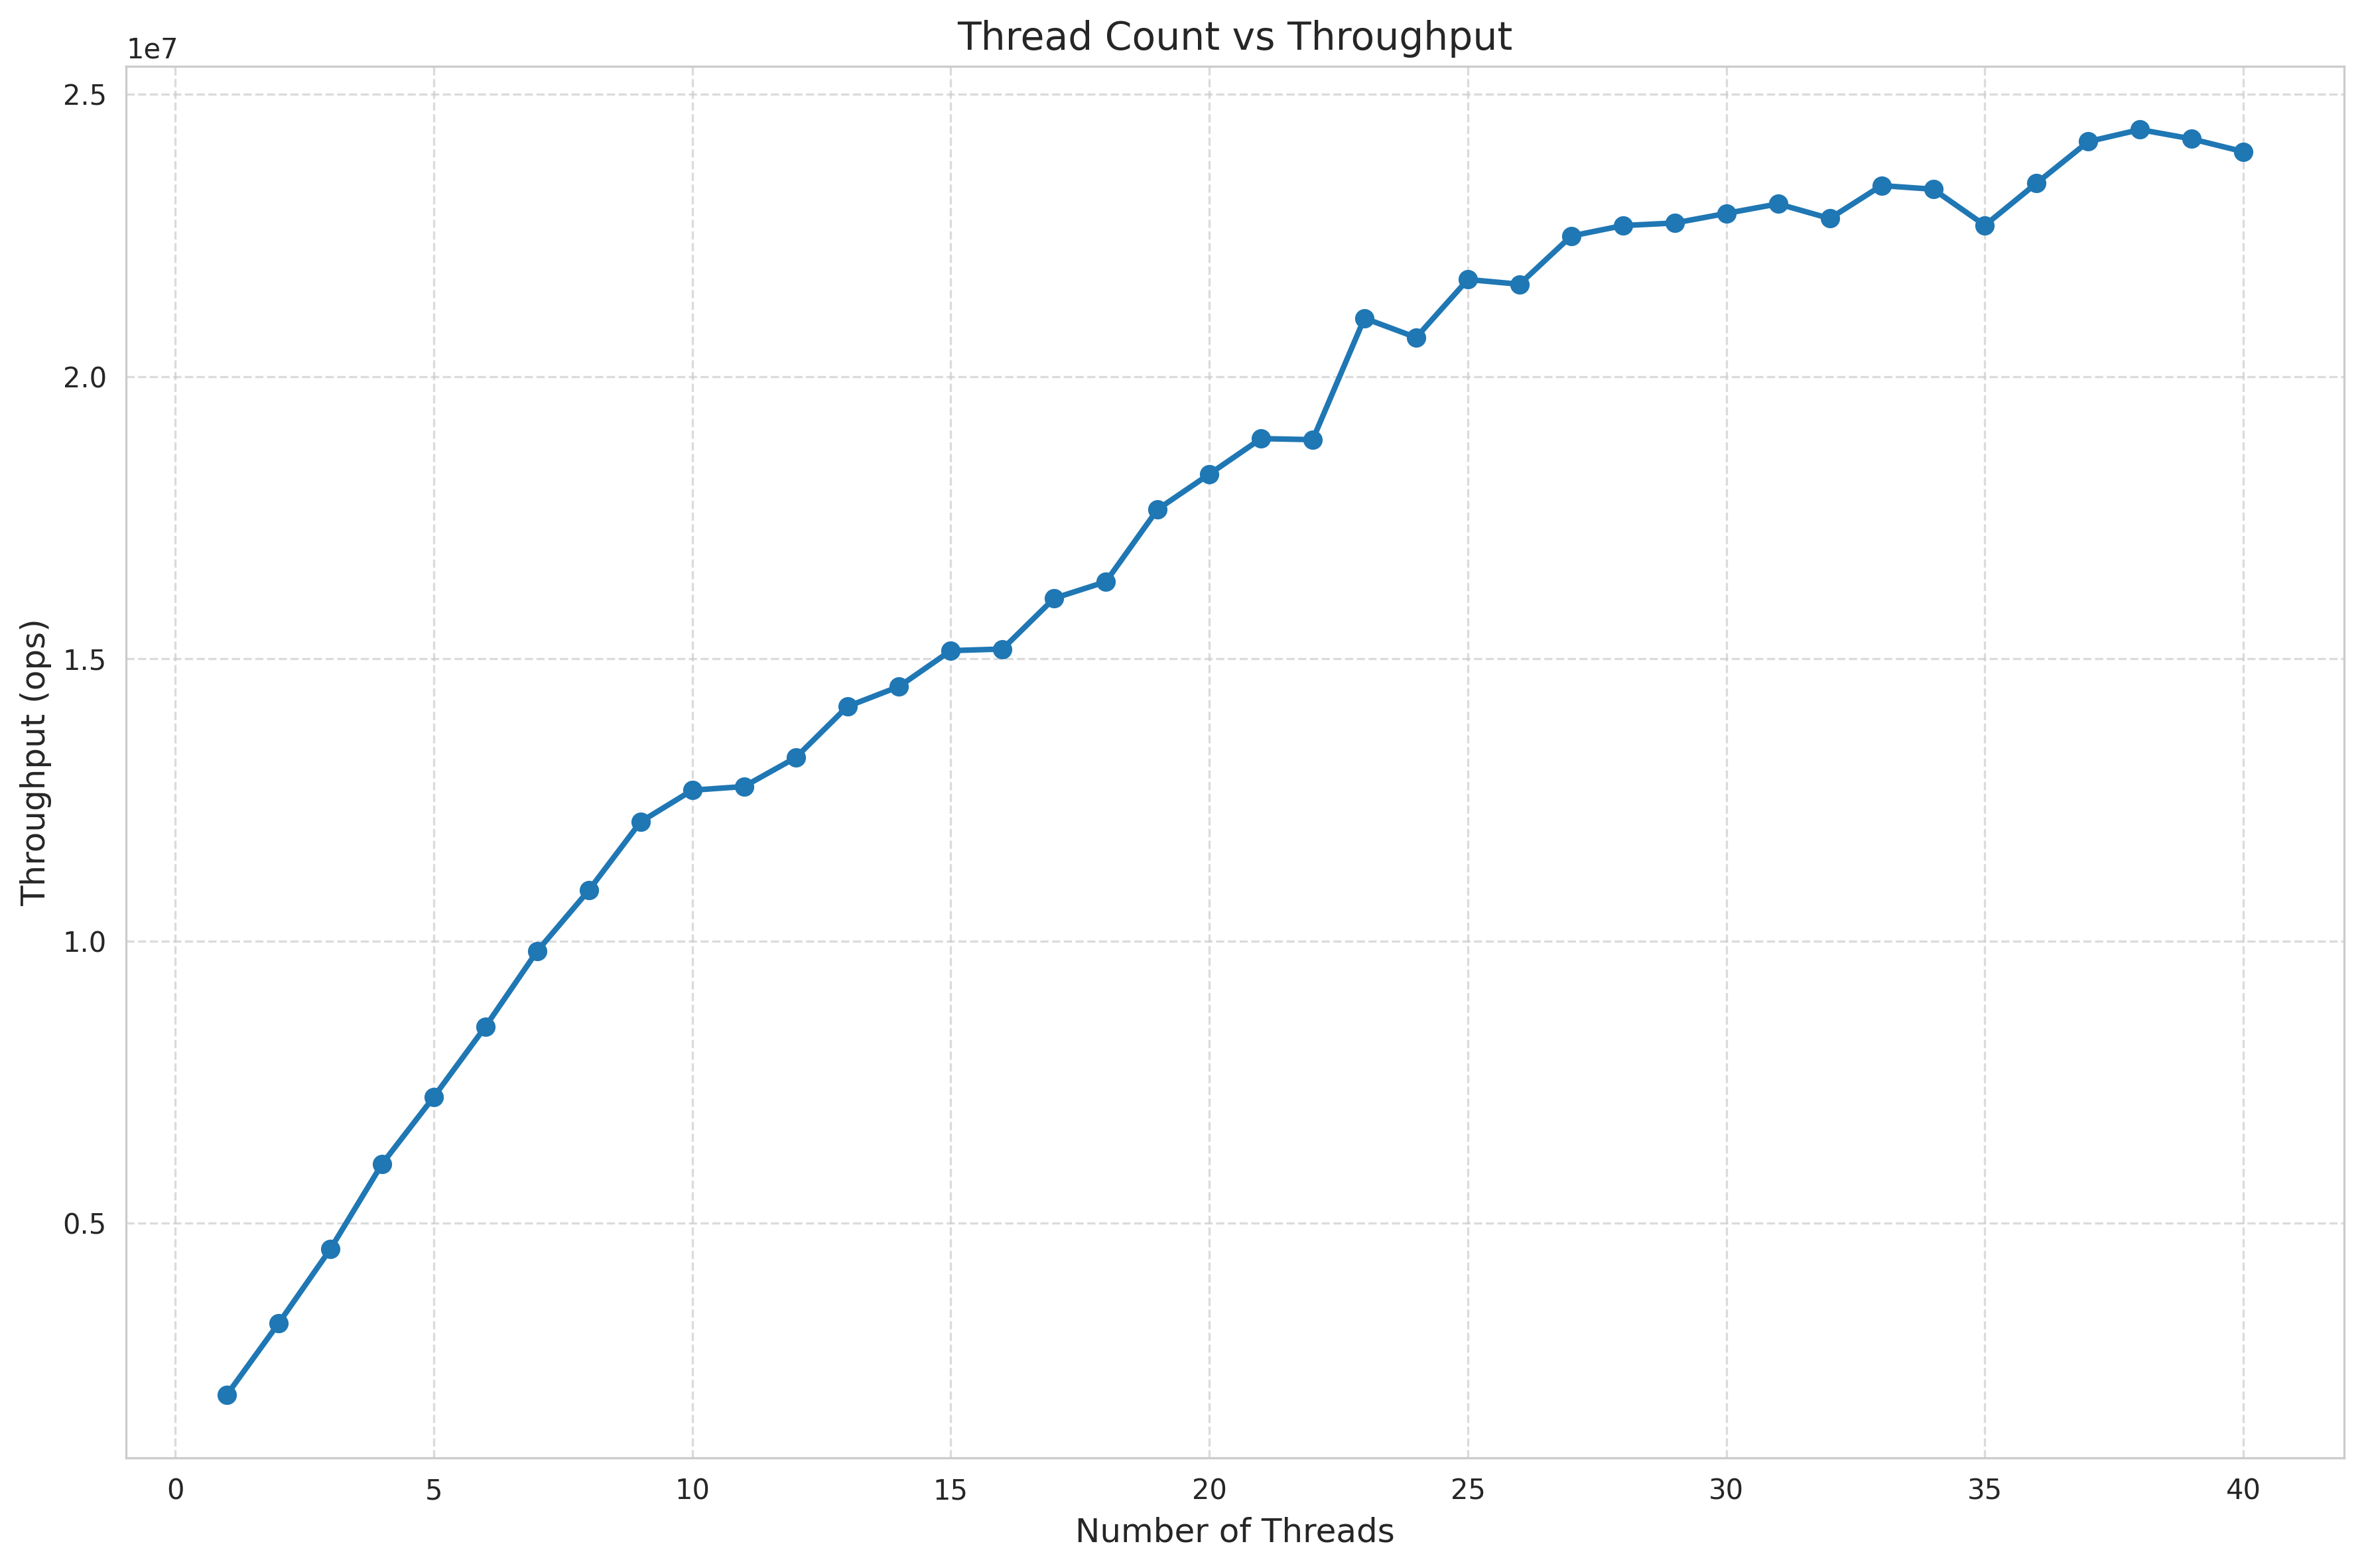 Thread Count vs Throughput
1e7
2.5
2.0
1.5
1.0
0.5
Throughput (ops)
0 5 10 15 20 25 30 35 40
Number of Threads